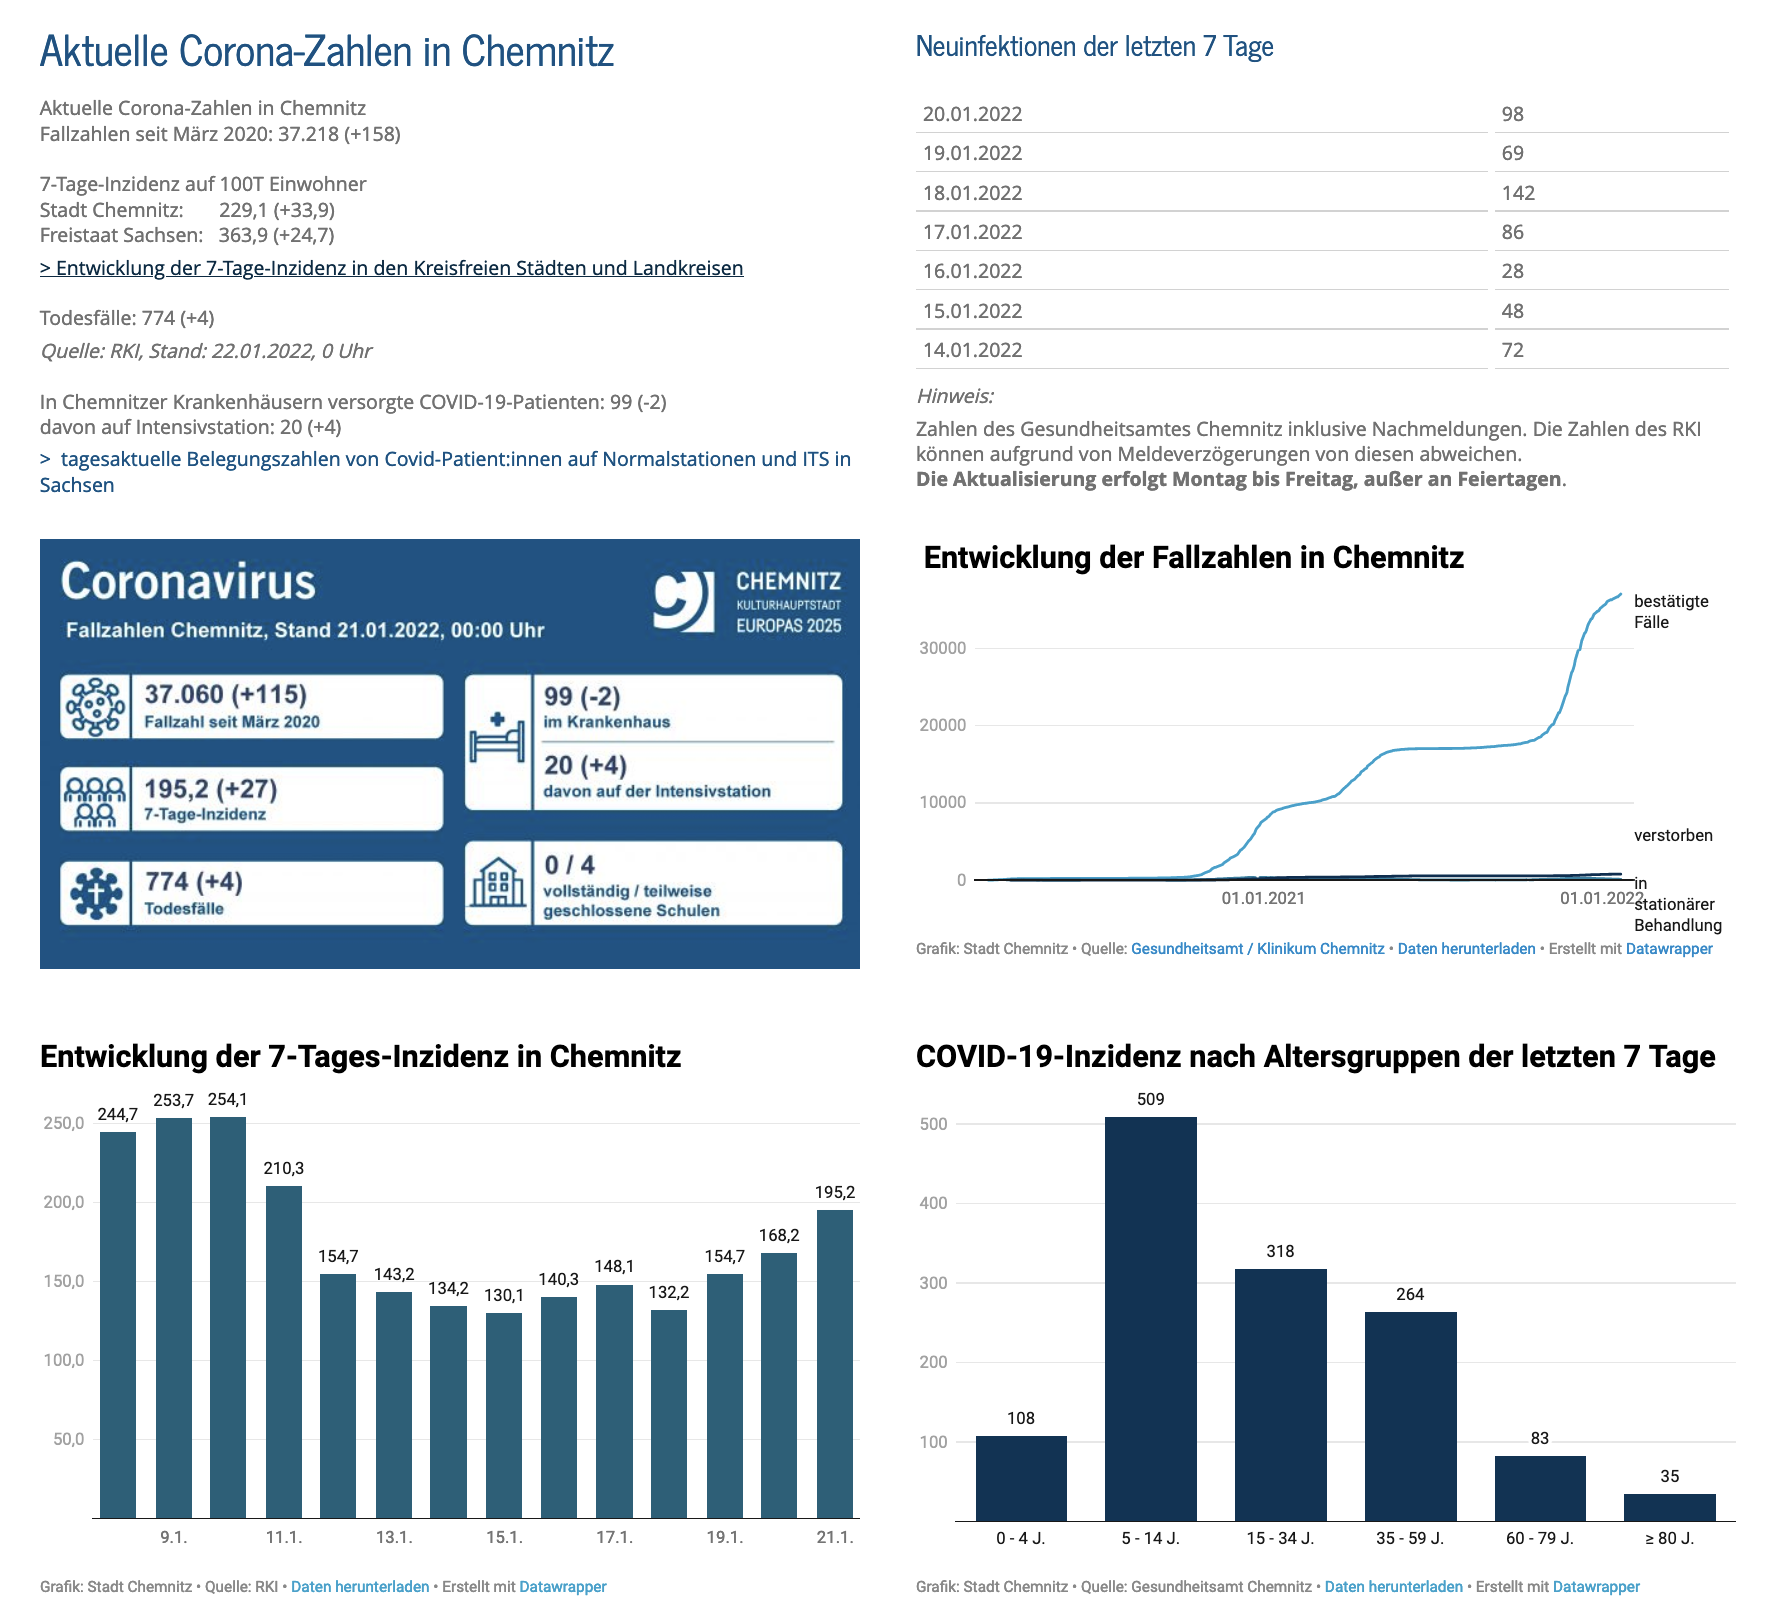 Aktuelle Corona-Zahlen in Chemnitz
Aktuelle Corona-Zahlen in Chemnitz
Fallzahlen seit März 2020: 37.218 (+158)
7-Tage-Inzidenz auf 100T Einwohner
Stadt Chemnitz: 229,1 (+33,9)
Freistaat Sachsen: 363,9 (+24,7)
> Entwicklung der 7-Tage-Inzidenz in den Kreisfreien Städten und Landkreisen
Todesfälle: 774 (+4)
Quelle: RKI, Stand: 22.01.2022, 0 Uhr
In Chemnitzer Krankenhäusern versorgte COVID-19-Patienten: 99 (-2)
davon auf Intensivstation: 20 (+4)
> tagesaktuelle Belegungszahlen von Covid-Patient:innen auf Normalstationen und ITS in
Sachsen
Neuinfektionen der letzten 7 Tage
20.01.2022 98
19.01.2022 69
18.01.2022 142
17.01.2022 86
16.01.2022 28
15.01.2022 48
14.01.2022 72
Hinweis:
Zahlen des Gesundheitsamtes Chemnitz inklusive Nachmeldungen. Die Zahlen des RKI
können aufgrund von Meldeverzögerungen von diesen abweichen.
Die Aktualisierung erfolgt Montag bis Freitag, außer an Feiertagen.
Coronavirus
Fallzahlen Chemnitz, Stand 21.01.2022, 00:00 Uhr
CHEMNITZ
KULTURHAUPTSTADT
EUROPAS 2025
37.060 (+115)
Fallzahl seit März 2020
195,2 (+27)
7-Tage-Inzidenz
774 (+4)
Todesfälle
99 (-2)
im Krankenhaus
20 (+4)
davon auf der Intensivstation
0 / 4
vollständig / teilweise
geschlossene Schulen
Entwicklung der Fallzahlen in Chemnitz
bestätigte
Fälle
30000
20000
10000
verstorben
0
in
stationärer
Behandlung
01.01.2021
01.01.2022
Grafik: Stadt Chemnitz • Quelle: Gesundheitsamt / Klinikum Chemnitz • Daten herunterladen • Erstellt mit Datawrapper
Entwicklung der 7-Tages-Inzidenz in Chemnitz
250,0
200,0
150,0
100,0
50,0
244,7
253,7
254,1
210,3
154,7
143,2
134,2
130,1
140,3
148,1
132,2
154,7
168,2
195,2
9.1. 11.1. 13.1. 15.1. 17.1. 19.1. 21.1.
Grafik: Stadt Chemnitz • Quelle: RKI • Daten herunterladen • Erstellt mit Datawrapper
COVID-19-Inzidenz nach Altersgruppen der letzten 7 Tage
500
400
300
200
100
108
509
318
264
83
35
0 - 4 J. 5 - 14 J. 15 - 34 J. 35 - 59 J. 60 - 79 J. ≥ 80 J.
Grafik: Stadt Chemnitz • Quelle: Gesundheitsamt Chemnitz • Daten herunterladen • Erstellt mit Datawrapper